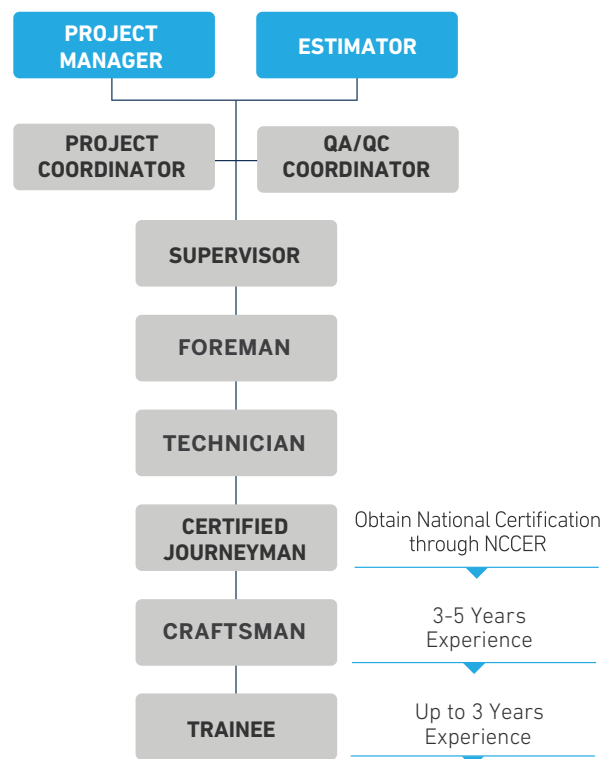 PROJECT
MANAGER
ESTIMATOR
PROJECT
COORDINATOR
QA/QC
COORDINATOR
SUPERVISOR
FOREMAN
TECHNICIAN
CERTIFIED
JOURNEYMAN
Obtain National Certification
through NCCER
CRAFTSMAN
3-5 Years
Experience
TRAINEE
Up to 3 Years
Experience